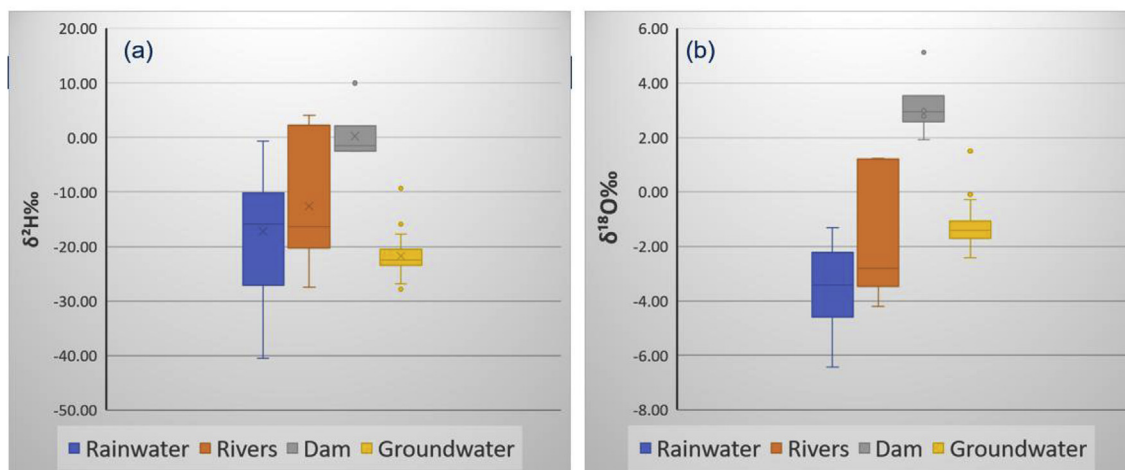 (a)
20.00
10.00
0.00
-10.00
-20.00
-30.00
-40.00
-50.00
δ²H‰
Rainwater Rivers Dam Groundwater
(b)
6.00
4.00
2.00
0.00
-2.00
-4.00
-6.00
-8.00
δ¹⁸O‰
Rainwater Rivers Dam Groundwater